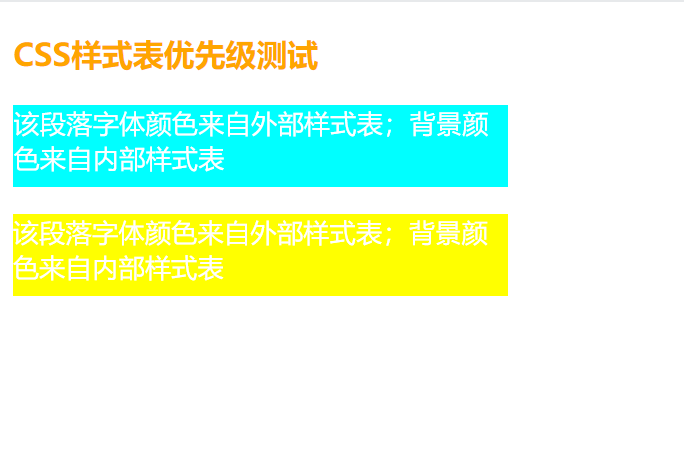 CSS样式表优先级测试
该段落字体颜色来自外部样式表；背景颜
色来自内部样式表
该段落字体颜色来自外部样式表；背景颜
色来自内部样式表